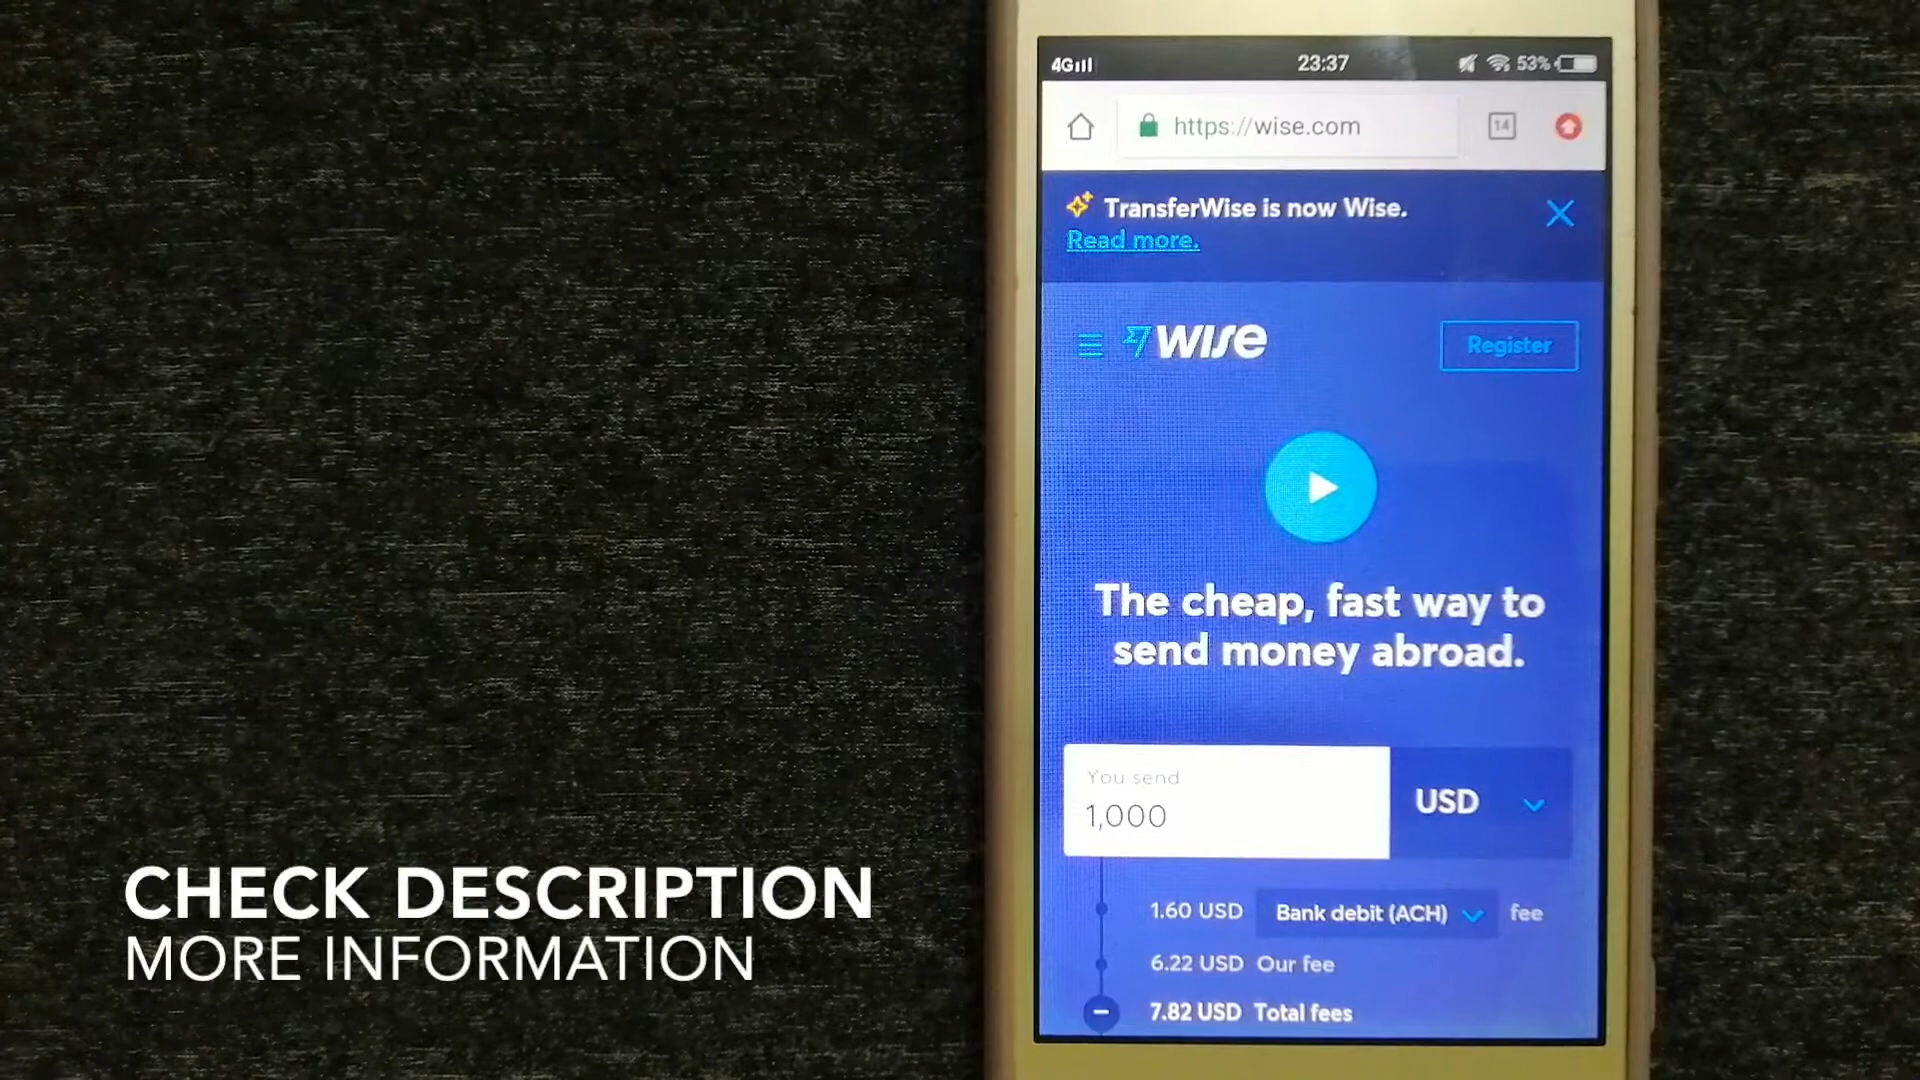 4G 23:37 53%
https://wise.com 14
TransferWise is now Wise.
Read more.
wise Register
The cheap, fast way to
send money abroad.
You send
1,000 USD
1.60 USD Bank debit (ACH) fee
6.22 USD Our fee
7.82 USD Total fees
CHECK DESCRIPTION
MORE INFORMATION